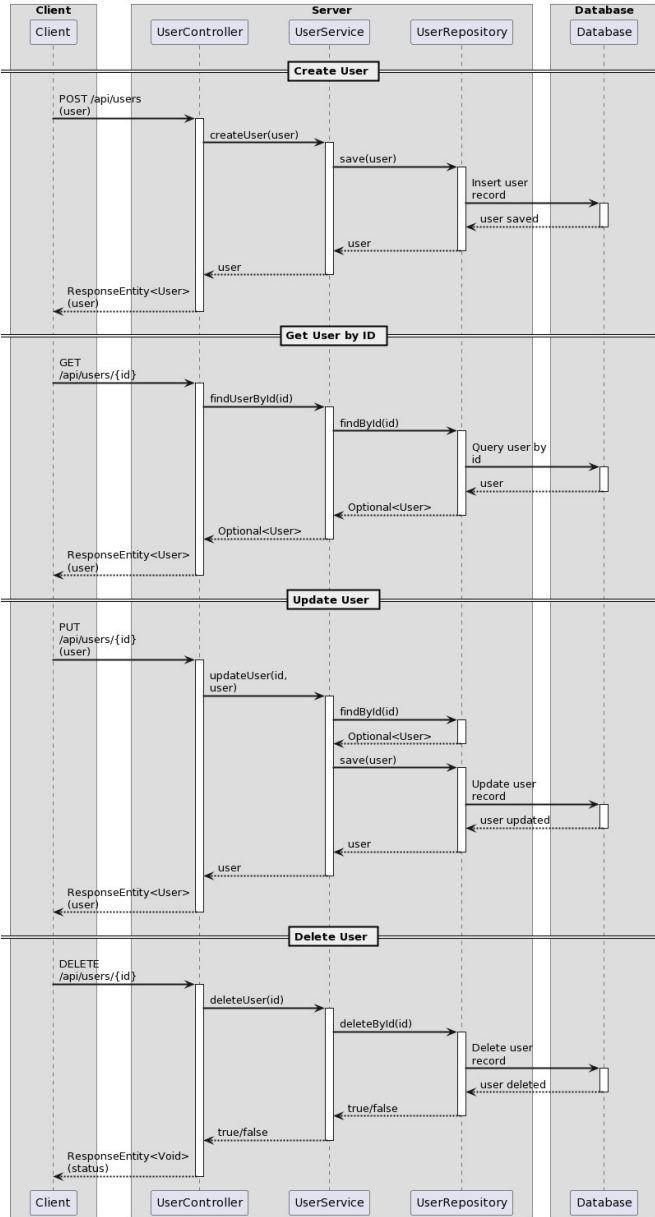 Client
Server
Database
Client
UserController
UserService
UserRepository
Database
Create User
POST /api/users
(user)
createUser(user)
save(user)
Insert user
record
user saved
user
user
ResponseEntity<User>
(user)
Get User by ID
GET
/api/users/{id}
findUserById(id)
findById(id)
Query user by
id
user
Optional<User>
Optional<User>
ResponseEntity<User>
(user)
Update User
PUT
/api/users/{id}
(user)
updateUser(id,
user)
findById(id)
Optional<User>
save(user)
Update user
record
user updated
user
user
ResponseEntity<User>
(user)
Delete User
DELETE
/api/users/{id}
deleteUser(id)
deleteById(id)
Delete user
record
user deleted
true/false
true/false
ResponseEntity<Void>
(status)
Client
UserController
UserService
UserRepository
Database